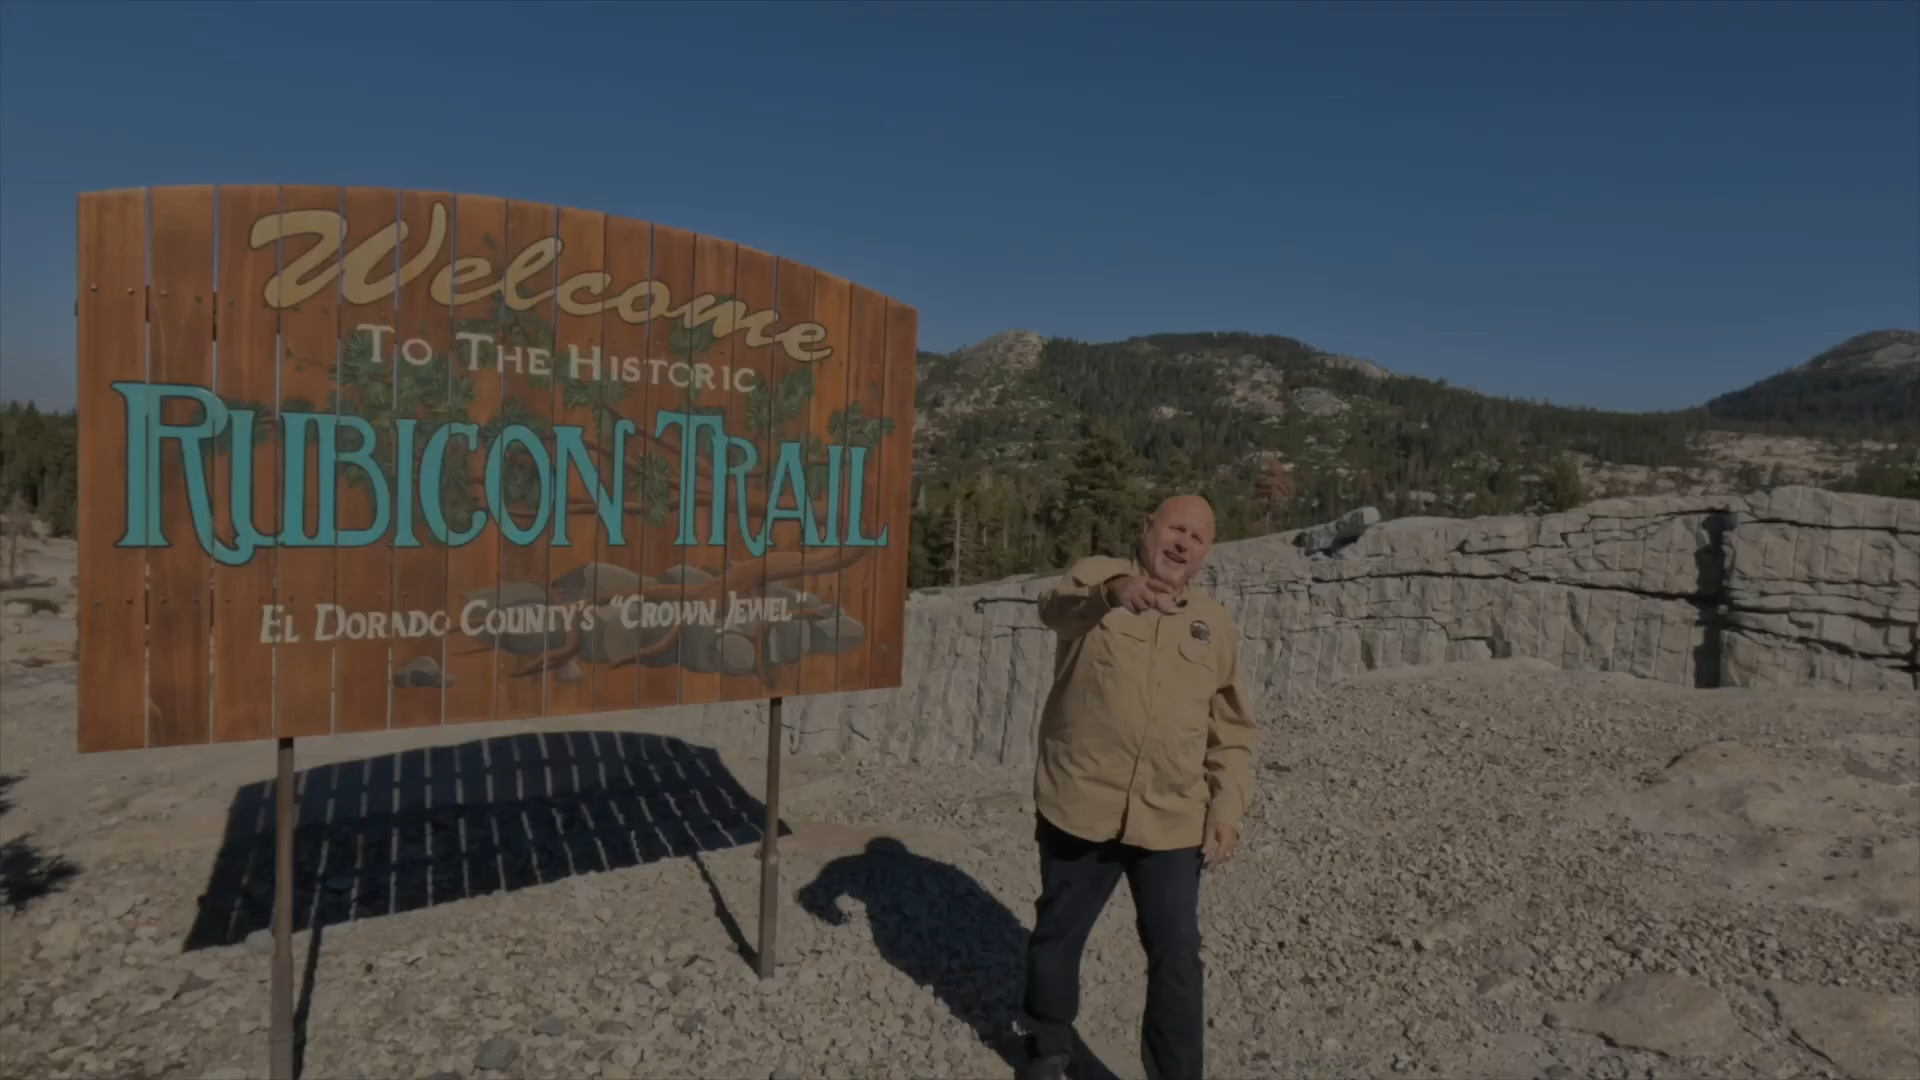 Welcome
To The Historic
Rubicon Trail
El Dorado County's "Crown Jewel"